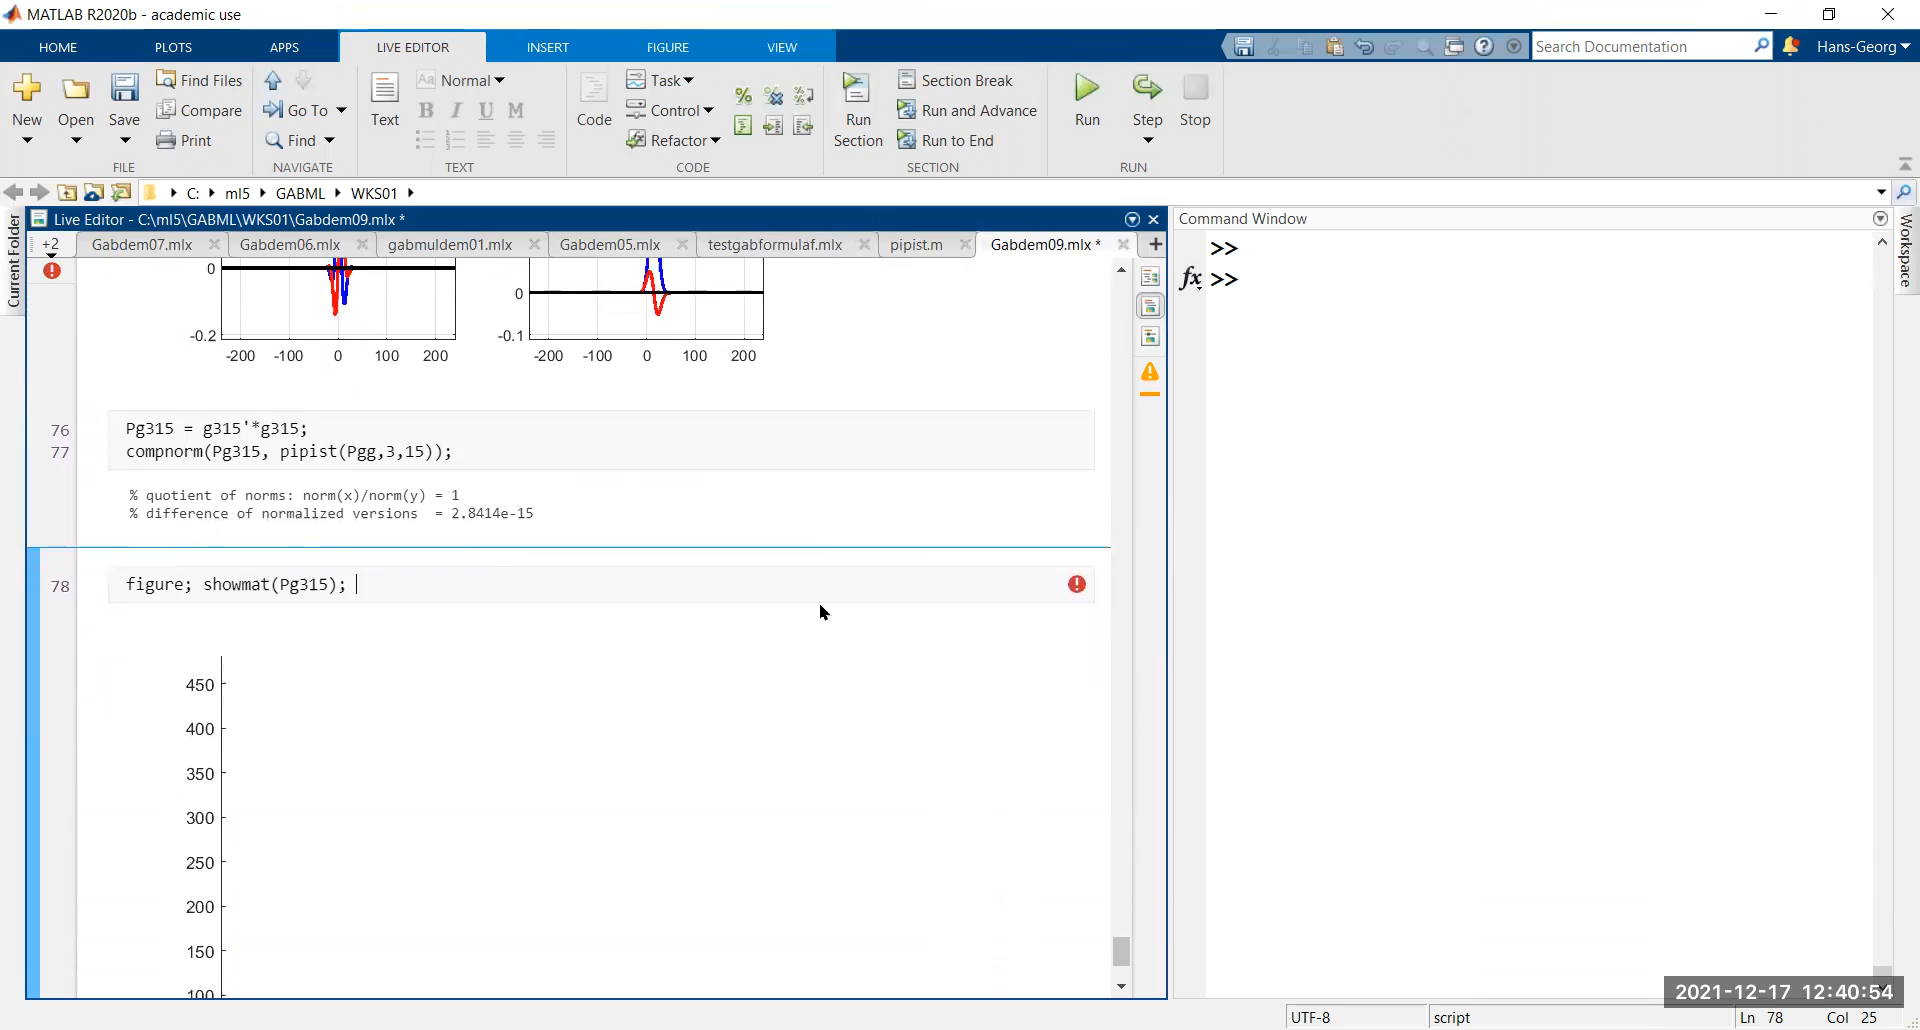 MATLAB R2020b - academic use
HOME PLOTS APPS LIVE EDITOR INSERT FIGURE VIEW
Search Documentation
Hans-Georg
New
Open
Save
Find Files
Compare
Print
FILE
Go To
Find
NAVIGATE
Text
Aa Normal
B I U M
TEXT
Code
Task
Control
Refactor
CODE
Run Section
Section Break
Run and Advance
Run to End
SECTION
Run
Step
Stop
RUN
C: ml5 GABML WKS01
Current Folder
Live Editor - C:\ml5\GABML\WKS01\Gabdem09.mlx *
+2 Gabdem07.mlx Gabdem06.mlx gabmuldem01.mlx Gabdem05.mlx testgabformulaf.mlx pipist.m Gabdem09.mlx * +
0
-0.2
-200 -100 0 100 200
0
-0.1
-200 -100 0 100 200
76 Pg315 = g315'*g315;
77 compnorm(Pg315, pipist(Pgg,3,15));
% quotient of norms: norm(x)/norm(y) = 1
% difference of normalized versions = 2.8414e-15
78 figure; showmat(Pg315);
450
400
350
300
250
200
150
100
Command Window
>>
fx >>
Workspace
2021-12-17 12:40:54
UTF-8 script Ln 78 Col 25